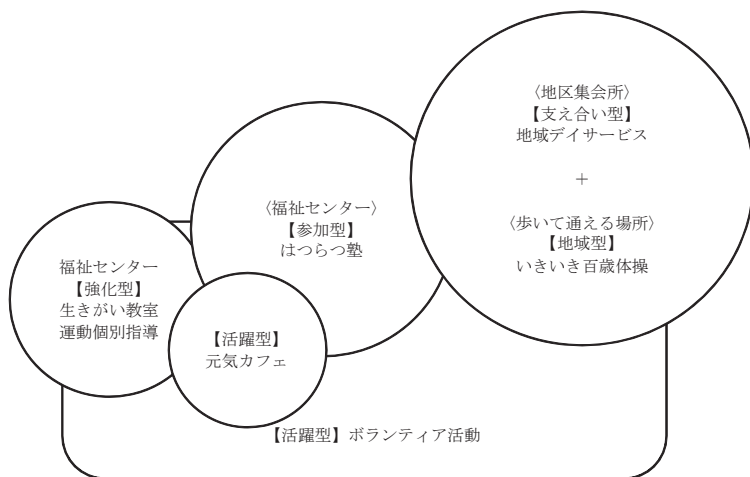 〈地区集会所〉
【支え合い型】
地域デイサービス
＋
〈歩いて通える場所〉
【地域型】
いきいき百歳体操
〈福祉センター〉
【参加型】
はつらつ塾
福祉センター
【強化型】
生きがい教室
運動個別指導
【活躍型】
元気カフェ
【活躍型】ボランティア活動